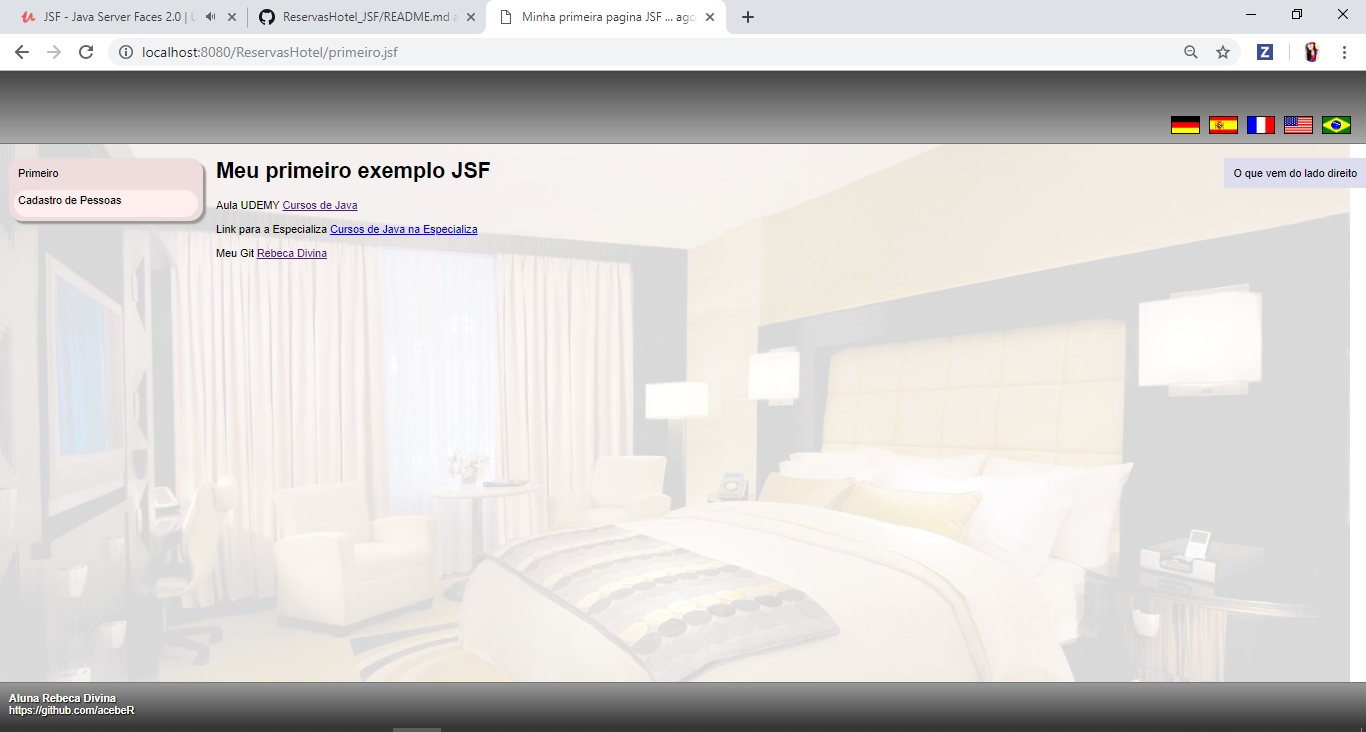 JSF - Java Server Faces 2.0 | U
ReservasHotel_JSF/README.md a
Minha primeira pagina JSF ... ago
localhost:8080/ReservasHotel/primeiro.jsf
Z
Primeiro
Cadastro de Pessoas
Meu primeiro exemplo JSF
Aula UDEMY Cursos de Java
Link para a Especializa Cursos de Java na Especializa
Meu Git Rebeca Divina
O que vem do lado direito
Aluna Rebeca Divina
https://github.com/acebeR